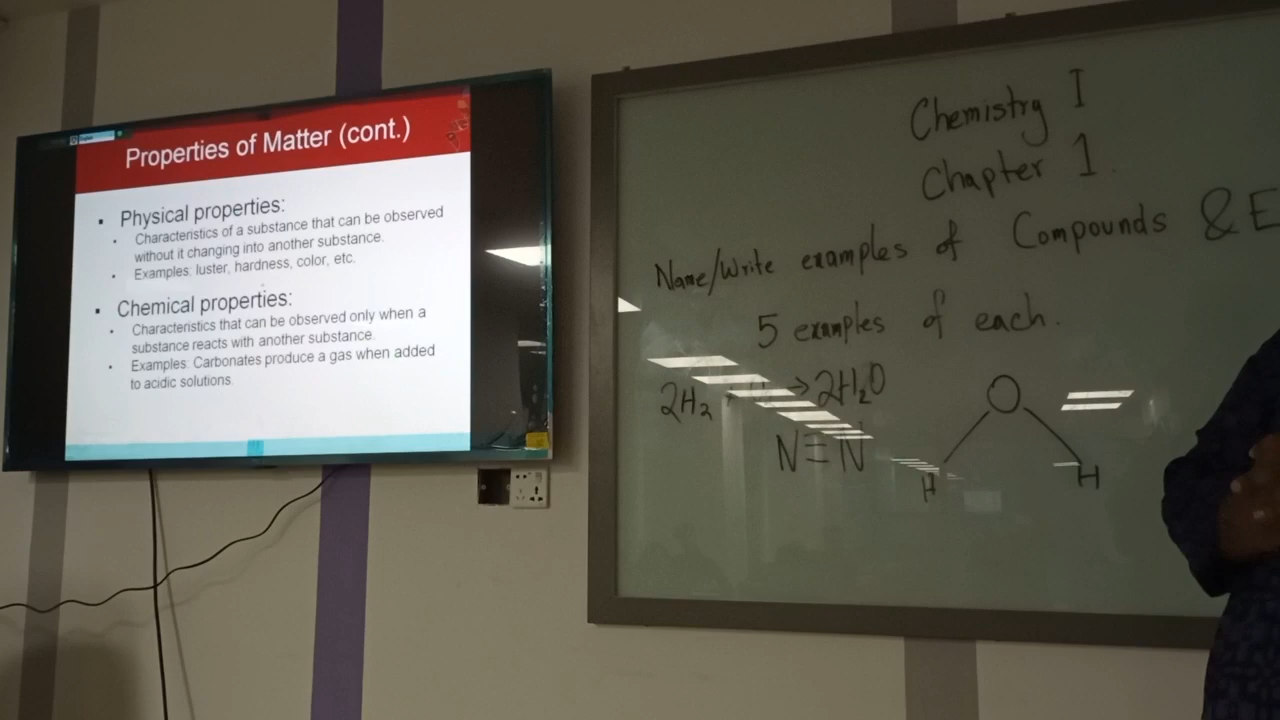 Properties of Matter (cont.)
▪ Physical properties:
• Characteristics of a substance that can be observed
without it changing into another substance.
• Examples: luster, hardness, color, etc.
▪ Chemical properties:
• Characteristics that can be observed only when a
substance reacts with another substance.
• Examples: Carbonates produce a gas when added
to acidic solutions.
Chemistry I
Chapter 1.
Name/Write examples of Compounds & E
5 examples of each.
2H₂ + → 2H₂O
N≡N
O
H H